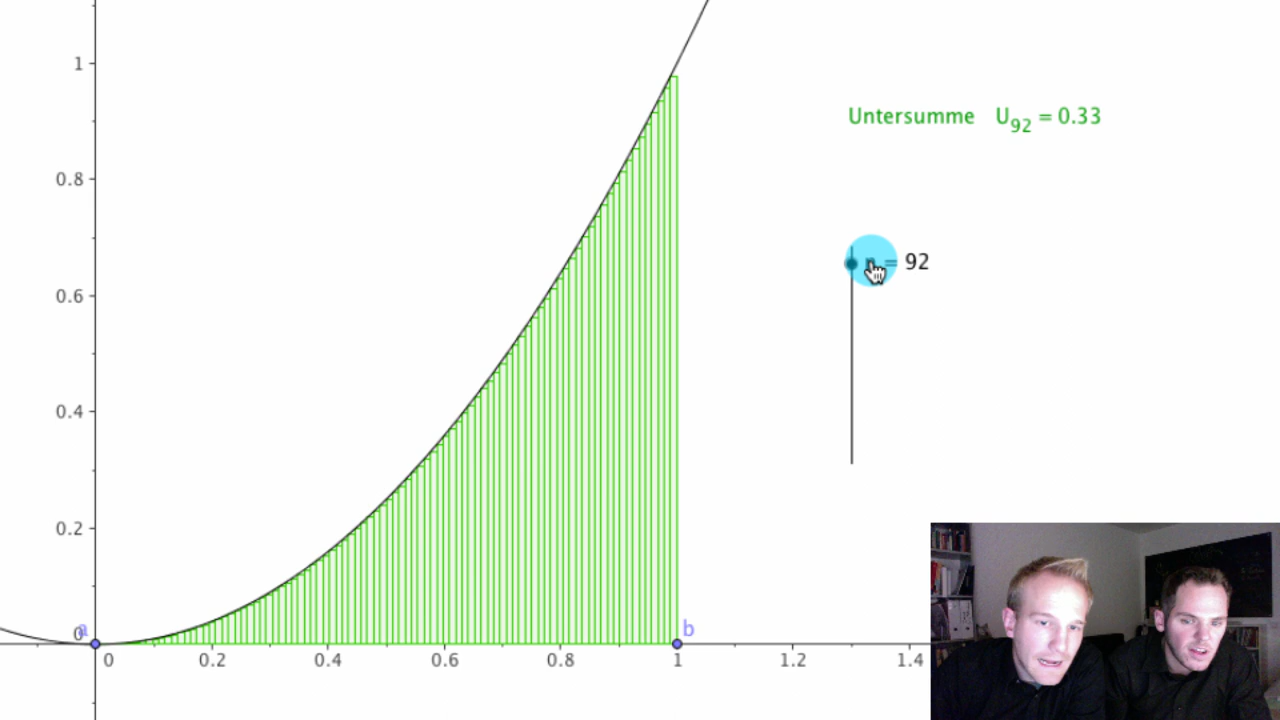 1
Untersumme U₉₂ = 0.33
0.8
n = 92
0.6
0.4
0.2
a
0
b
0 0.2 0.4 0.6 0.8 1 1.2 1.4